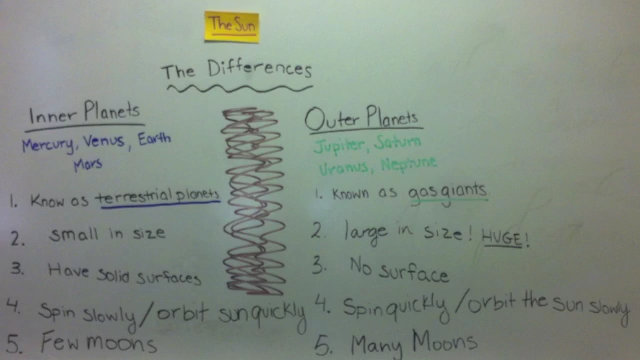 The Sun
The Differences
Inner Planets
Mercury, Venus, Earth
Mars
1. Know as terrestrial planets
2. small in size
3. Have solid surfaces
4. Spin slowly/orbit sun quickly
5. Few moons
Outer Planets
Jupiter, Saturn
Uranus, Neptune
1. Known as gas giants
2. large in size! HUGE!
3. No surface
4. Spin quickly/orbit the sun slowly
5. Many Moons